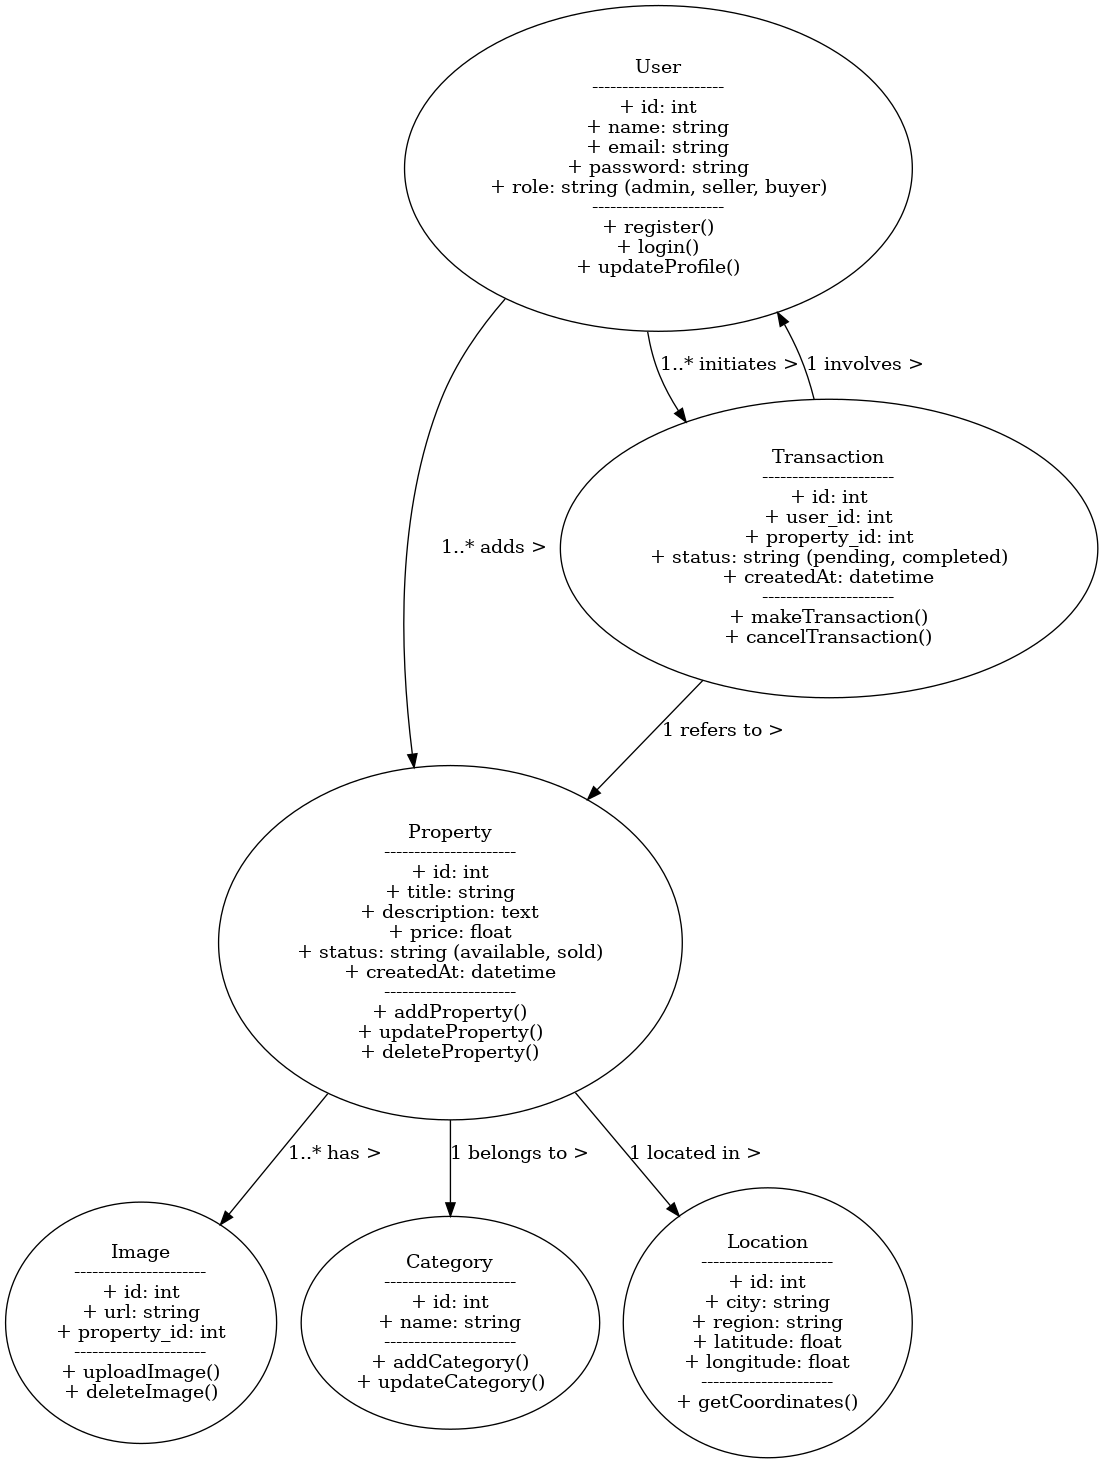 User
----------------------
+ id: int
+ name: string
+ email: string
+ password: string
+ role: string (admin, seller, buyer)
----------------------
+ register()
+ login()
+ updateProfile()
1..* initiates >
1 involves >
Transaction
----------------------
+ id: int
+ user_id: int
+ property_id: int
+ status: string (pending, completed)
+ createdAt: datetime
----------------------
+ makeTransaction()
+ cancelTransaction()
1..* adds >
1 refers to >
Property
----------------------
+ id: int
+ title: string
+ description: text
+ price: float
+ status: string (available, sold)
+ createdAt: datetime
----------------------
+ addProperty()
+ updateProperty()
+ deleteProperty()
1..* has >
1 belongs to >
1 located in >
Image
----------------------
+ id: int
+ url: string
+ property_id: int
----------------------
+ uploadImage()
+ deleteImage()
Category
----------------------
+ id: int
+ name: string
----------------------
+ addCategory()
+ updateCategory()
Location
----------------------
+ id: int
+ city: string
+ region: string
+ latitude: float
+ longitude: float
----------------------
+ getCoordinates()